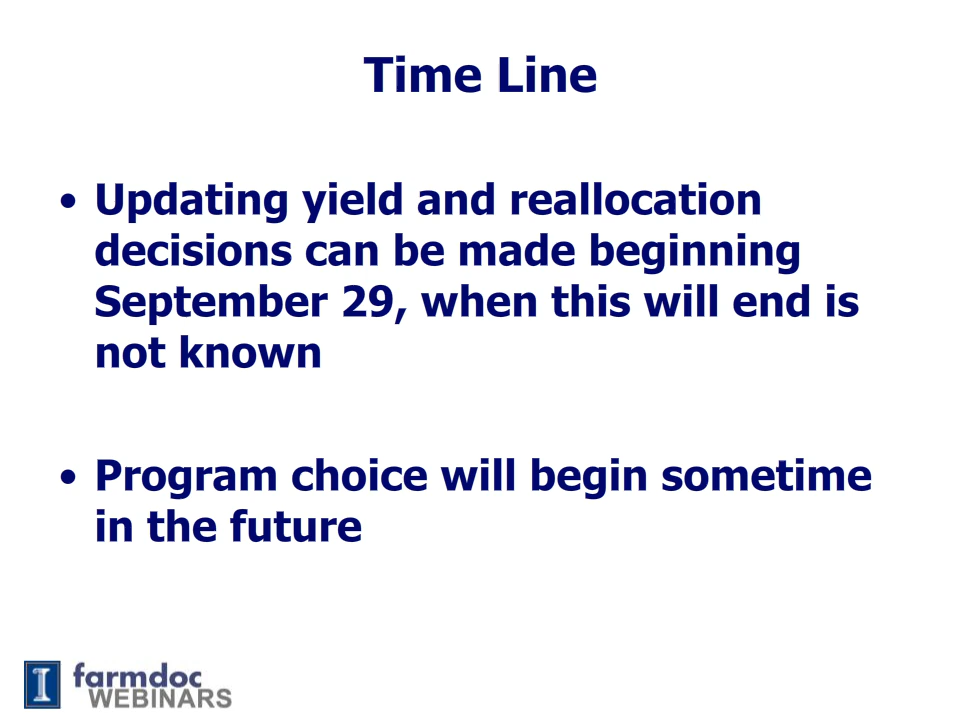 Time Line
• Updating yield and reallocation
decisions can be made beginning
September 29, when this will end is
not known
• Program choice will begin sometime
in the future
I farmdoc
WEBINARS